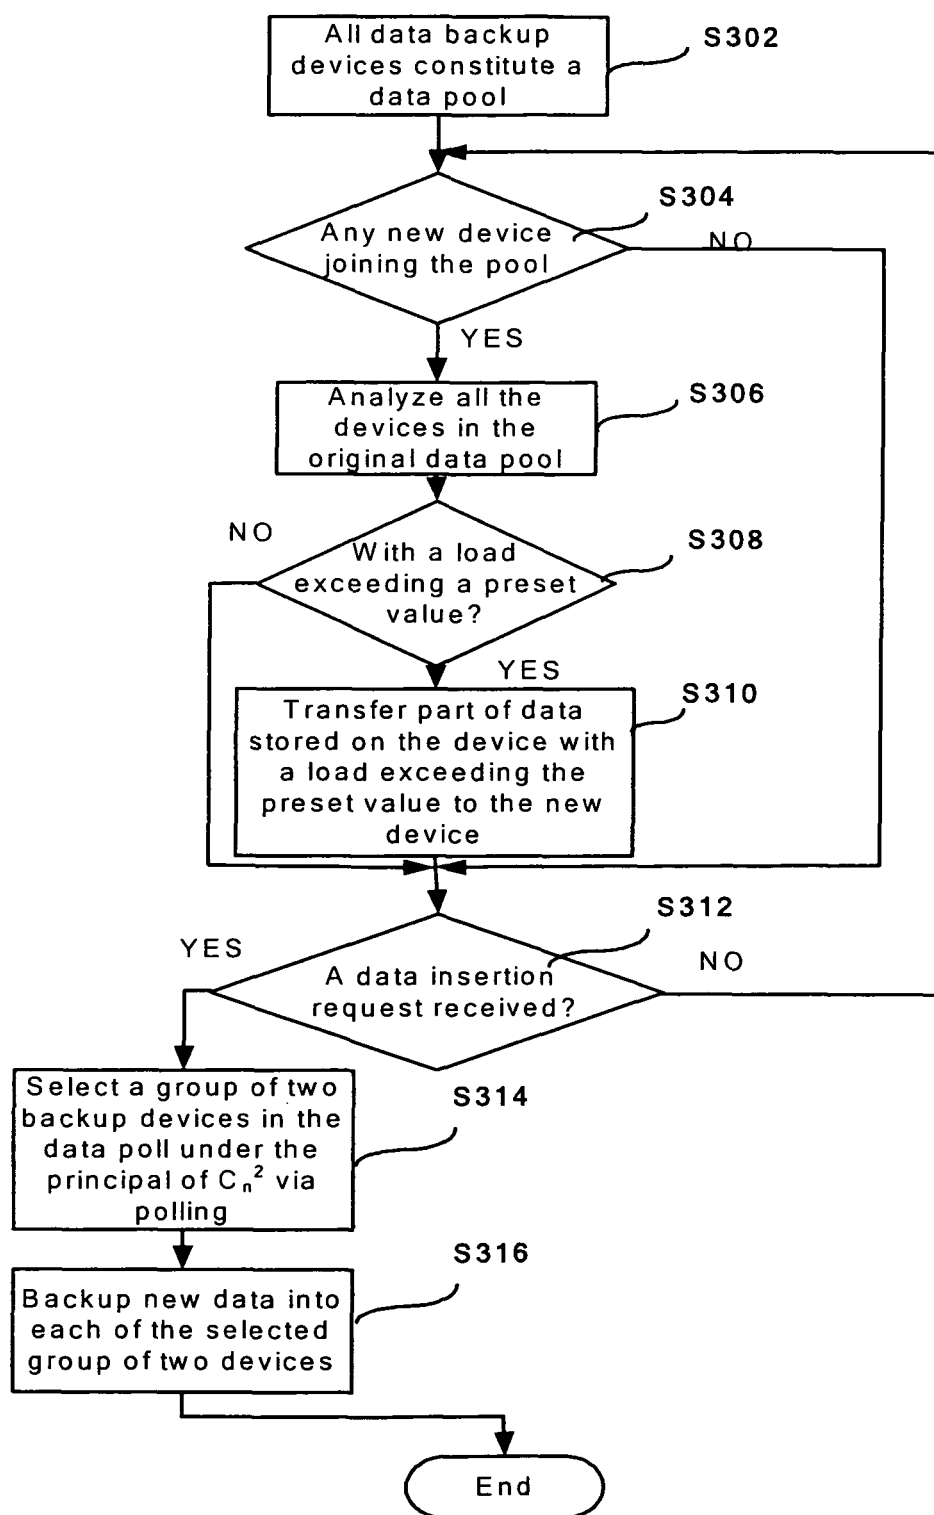 All data backup
devices constitute a
data pool
S302
Any new device
joining the pool
S304
NO
YES
Analyze all the
devices in the
original data pool
S306
NO
With a load
exceeding a preset
value?
S308
YES
Transfer part of data
stored on the device with
a load exceeding the
preset value to the new
device
S310
YES
A data insertion
request received?
S312
NO
Select a group of two
backup devices in the
data poll under the
principal of Cn² via
polling
S314
Backup new data into
each of the selected
group of two devices
S316
End